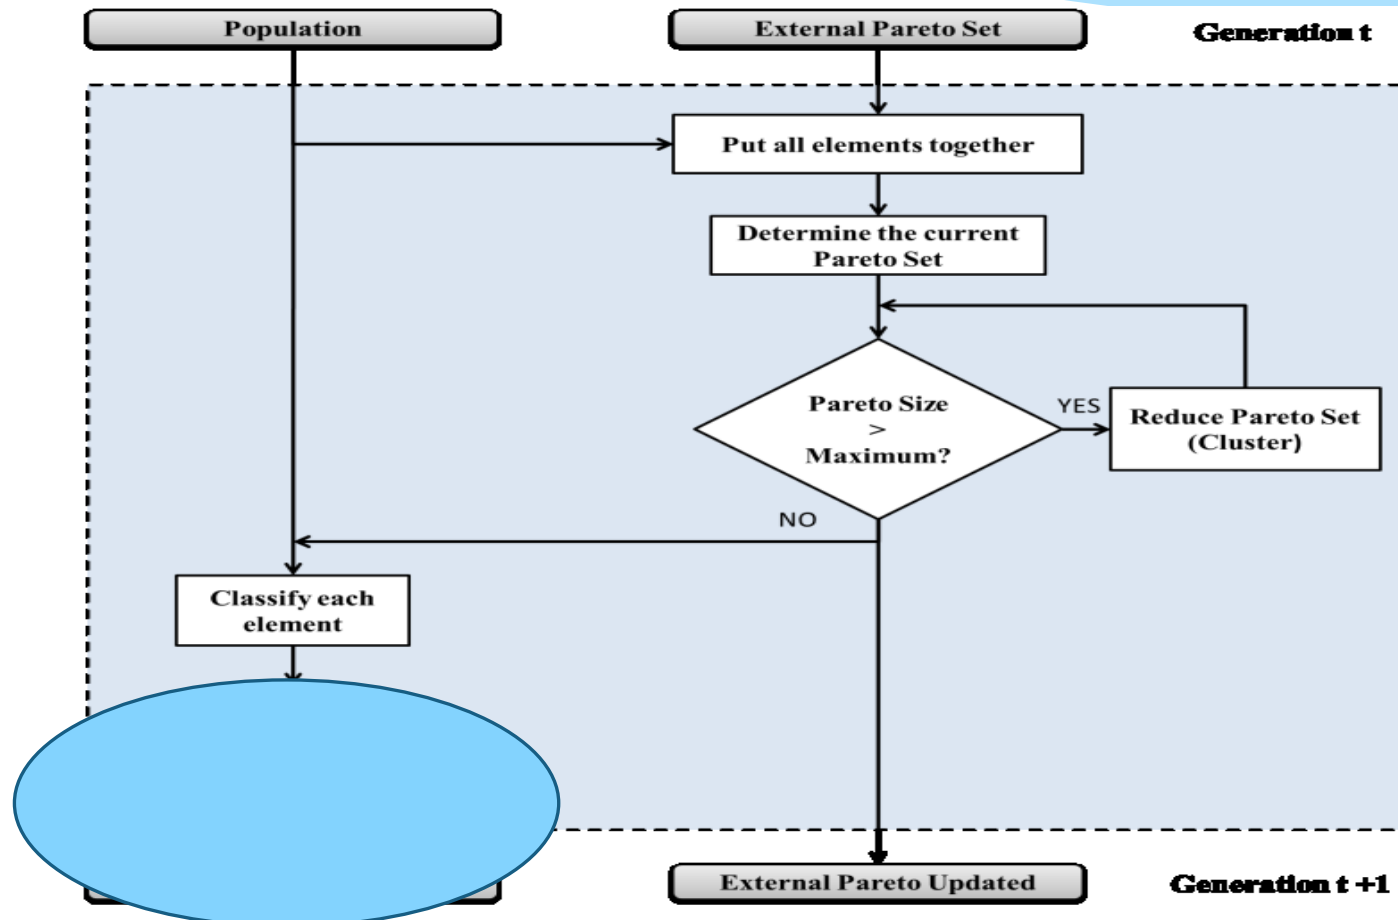 Population
External Pareto Set
Generation t
Put all elements together
Determine the current
Pareto Set
Pareto Size
>
Maximum?
YES
Reduce Pareto Set
(Cluster)
NO
Classify each
element
External Pareto Updated
Generation t +1